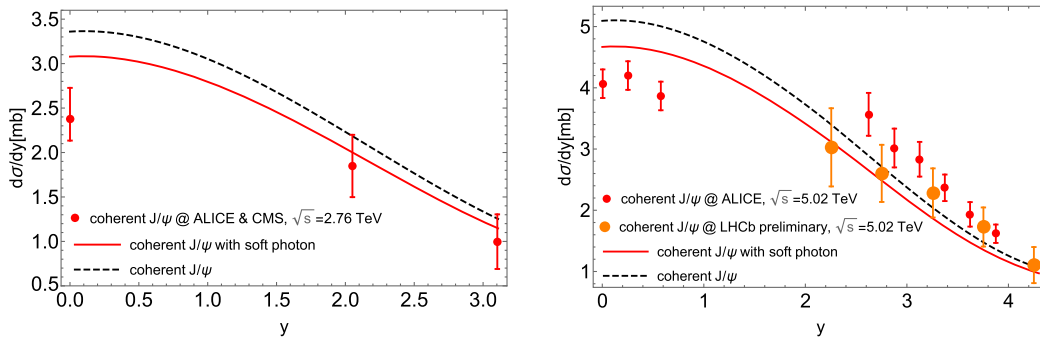 3.5
3.0
2.5
2.0
1.5
1.0
0.5
dσ/dy[mb]
coherent J/ψ @ ALICE & CMS, √s =2.76 TeV
coherent J/ψ with soft photon
coherent J/ψ
0.0 0.5 1.0 1.5 2.0 2.5 3.0
y
5
4
3
2
1
dσ/dy[mb]
coherent J/ψ @ ALICE, √s =5.02 TeV
coherent J/ψ @ LHCb preliminary, √s =5.02 TeV
coherent J/ψ with soft photon
coherent J/ψ
0 1 2 3 4
y